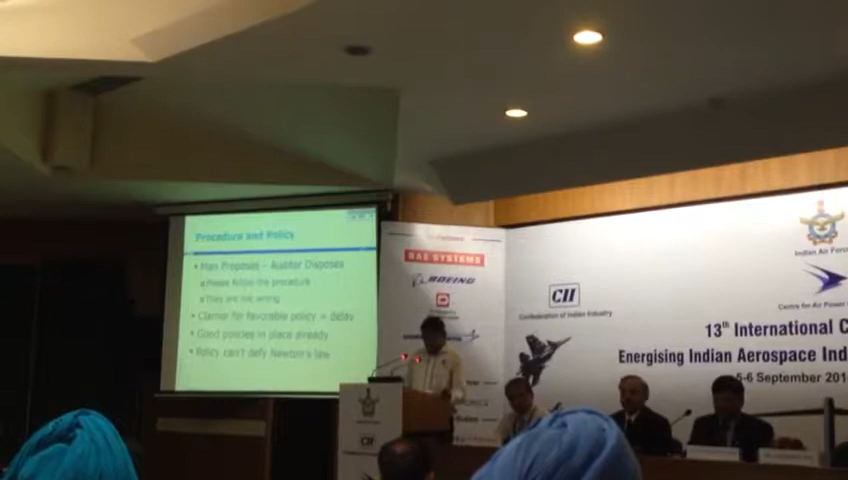 Procedure and Policy
• Man Proposes - Auditor Disposes
Please follow the procedure
They are not wrong
• Clamor for favorable policy = delay
• Good policies in place already
• Policy can't defy Newton's law
BAE SYSTEMS
BOEING
CII
Confederation of Indian Industry
Indian Air Force
Centre for Air Power
13th International C
Energising Indian Aerospace Ind
5-6 September 201
CII